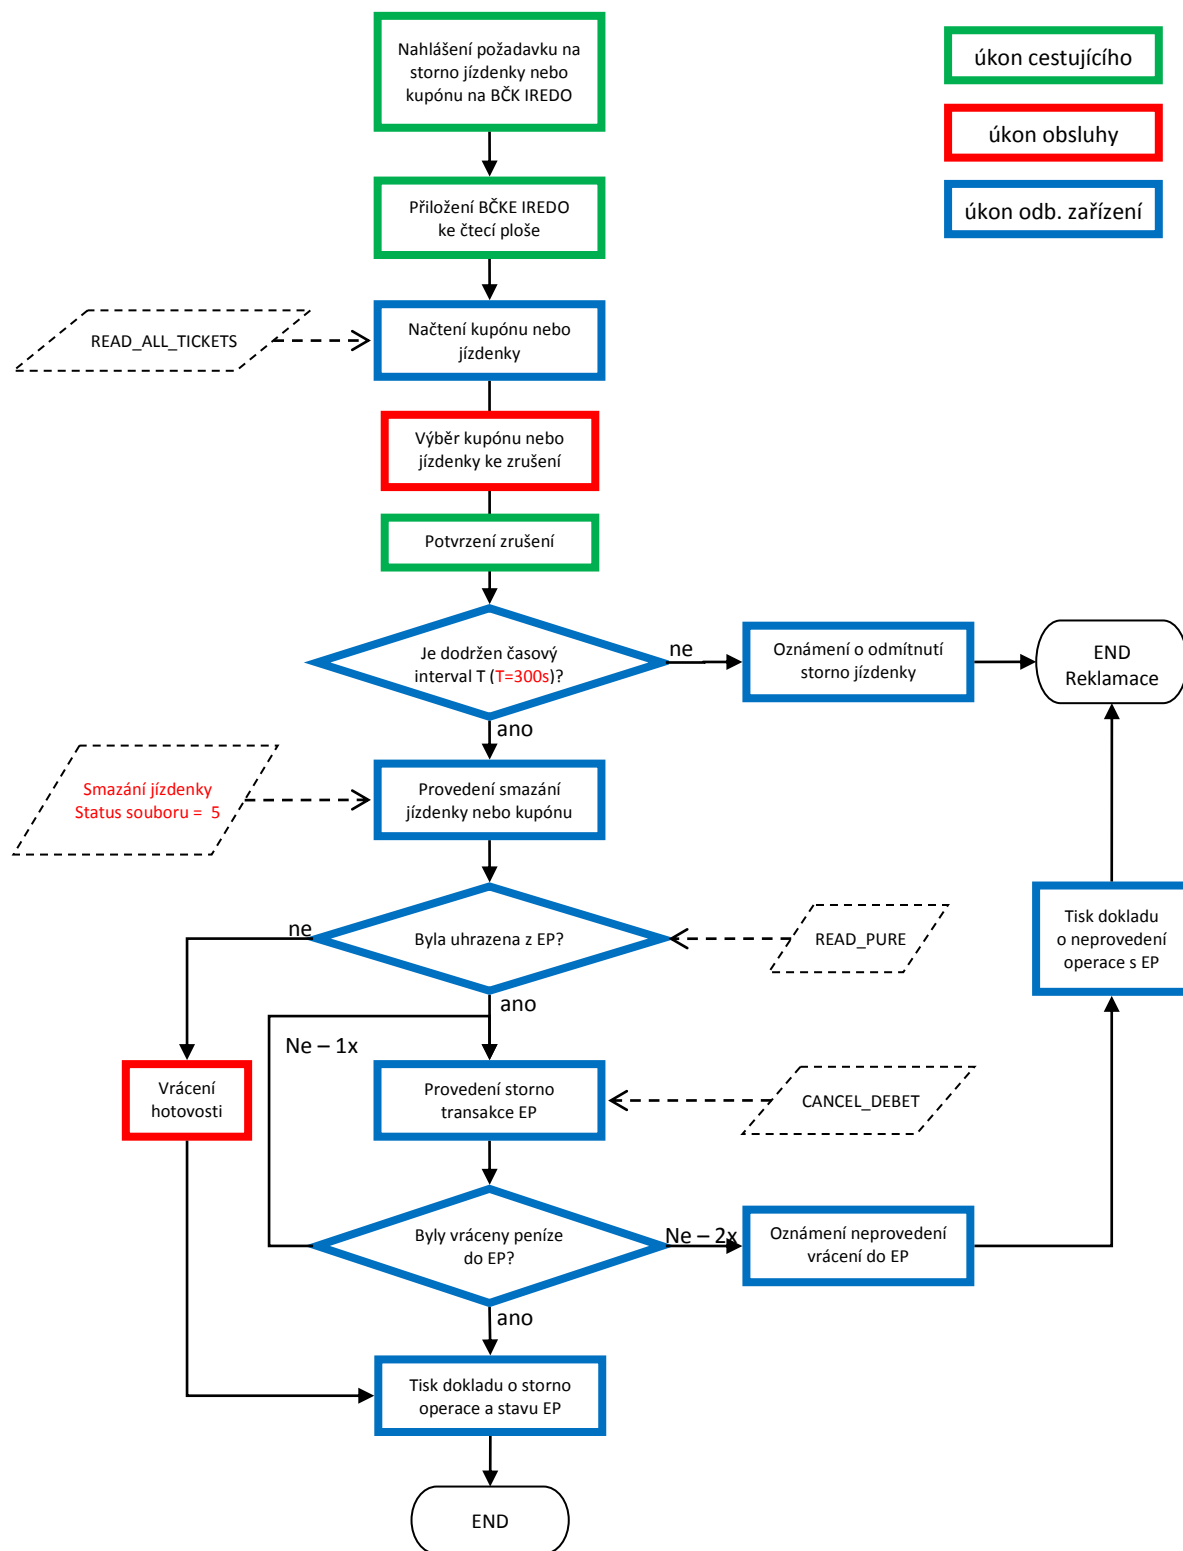 Nahlášení požadavku na
storno jízdenky nebo
kupónu na BČK IREDO
úkon cestujícího
úkon obsluhy
úkon odb. zařízení
Přiložení BČKE IREDO
ke čtecí ploše
READ_ALL_TICKETS
Načtení kupónu nebo
jízdenky
Výběr kupónu nebo
jízdenky ke zrušení
Potvrzení zrušení
Je dodržen časový
interval T (T=300s)?
ne
Oznámení o odmítnutí
storno jízdenky
END
Reklamace
ano
Smazání jízdenky
Status souboru = 5
Provedení smazání
jízdenky nebo kupónu
ne
Byla uhrazena z EP?
READ_PURE
Tisk dokladu
o neprovedení
operace s EP
ano
Ne – 1x
Vrácení
hotovosti
Provedení storno
transakce EP
CANCEL_DEBET
Byly vráceny peníze
do EP?
Ne – 2x
Oznámení neprovedení
vrácení do EP
ano
Tisk dokladu o storno
operace a stavu EP
END